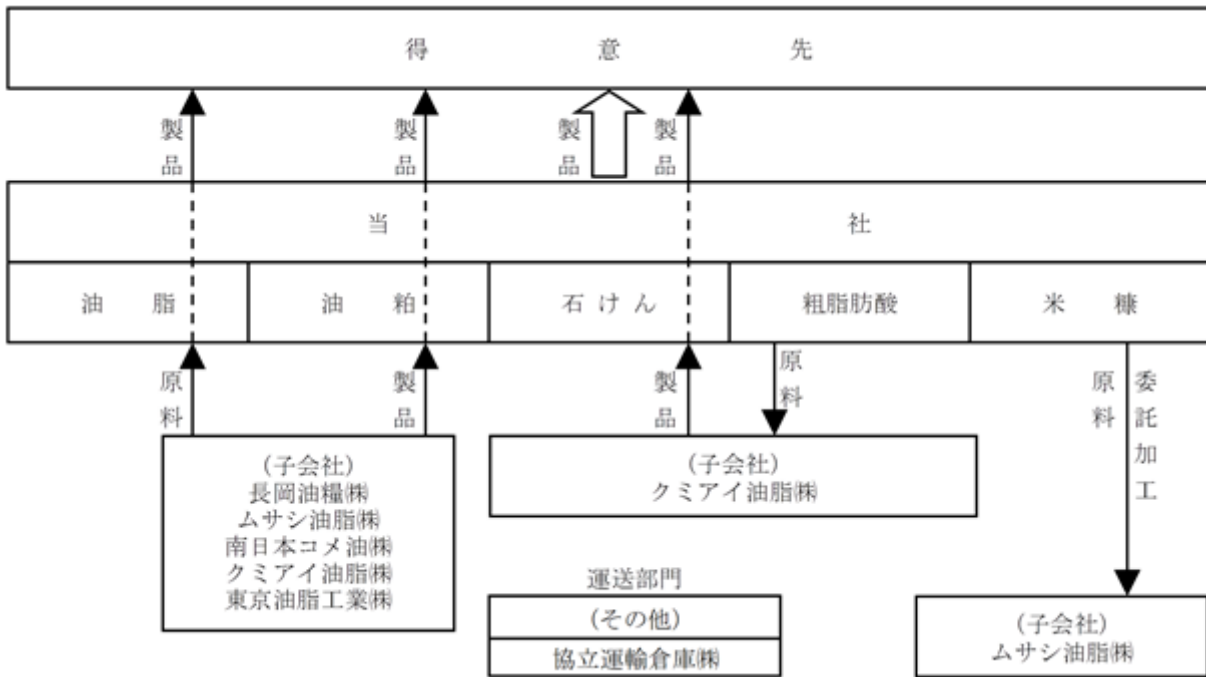 得意先
製品
製品
製品
製品
当社
油脂
油粕
石けん
粗脂肪酸
米糠
原料
製品
製品
原料
原料
委託加工
(子会社)
長岡油糧㈱
ムサシ油脂㈱
南日本コメ油㈱
クミアイ油脂㈱
東京油脂工業㈱
(子会社)
クミアイ油脂㈱
運送部門
(その他)
協立運輸倉庫㈱
(子会社)
ムサシ油脂㈱